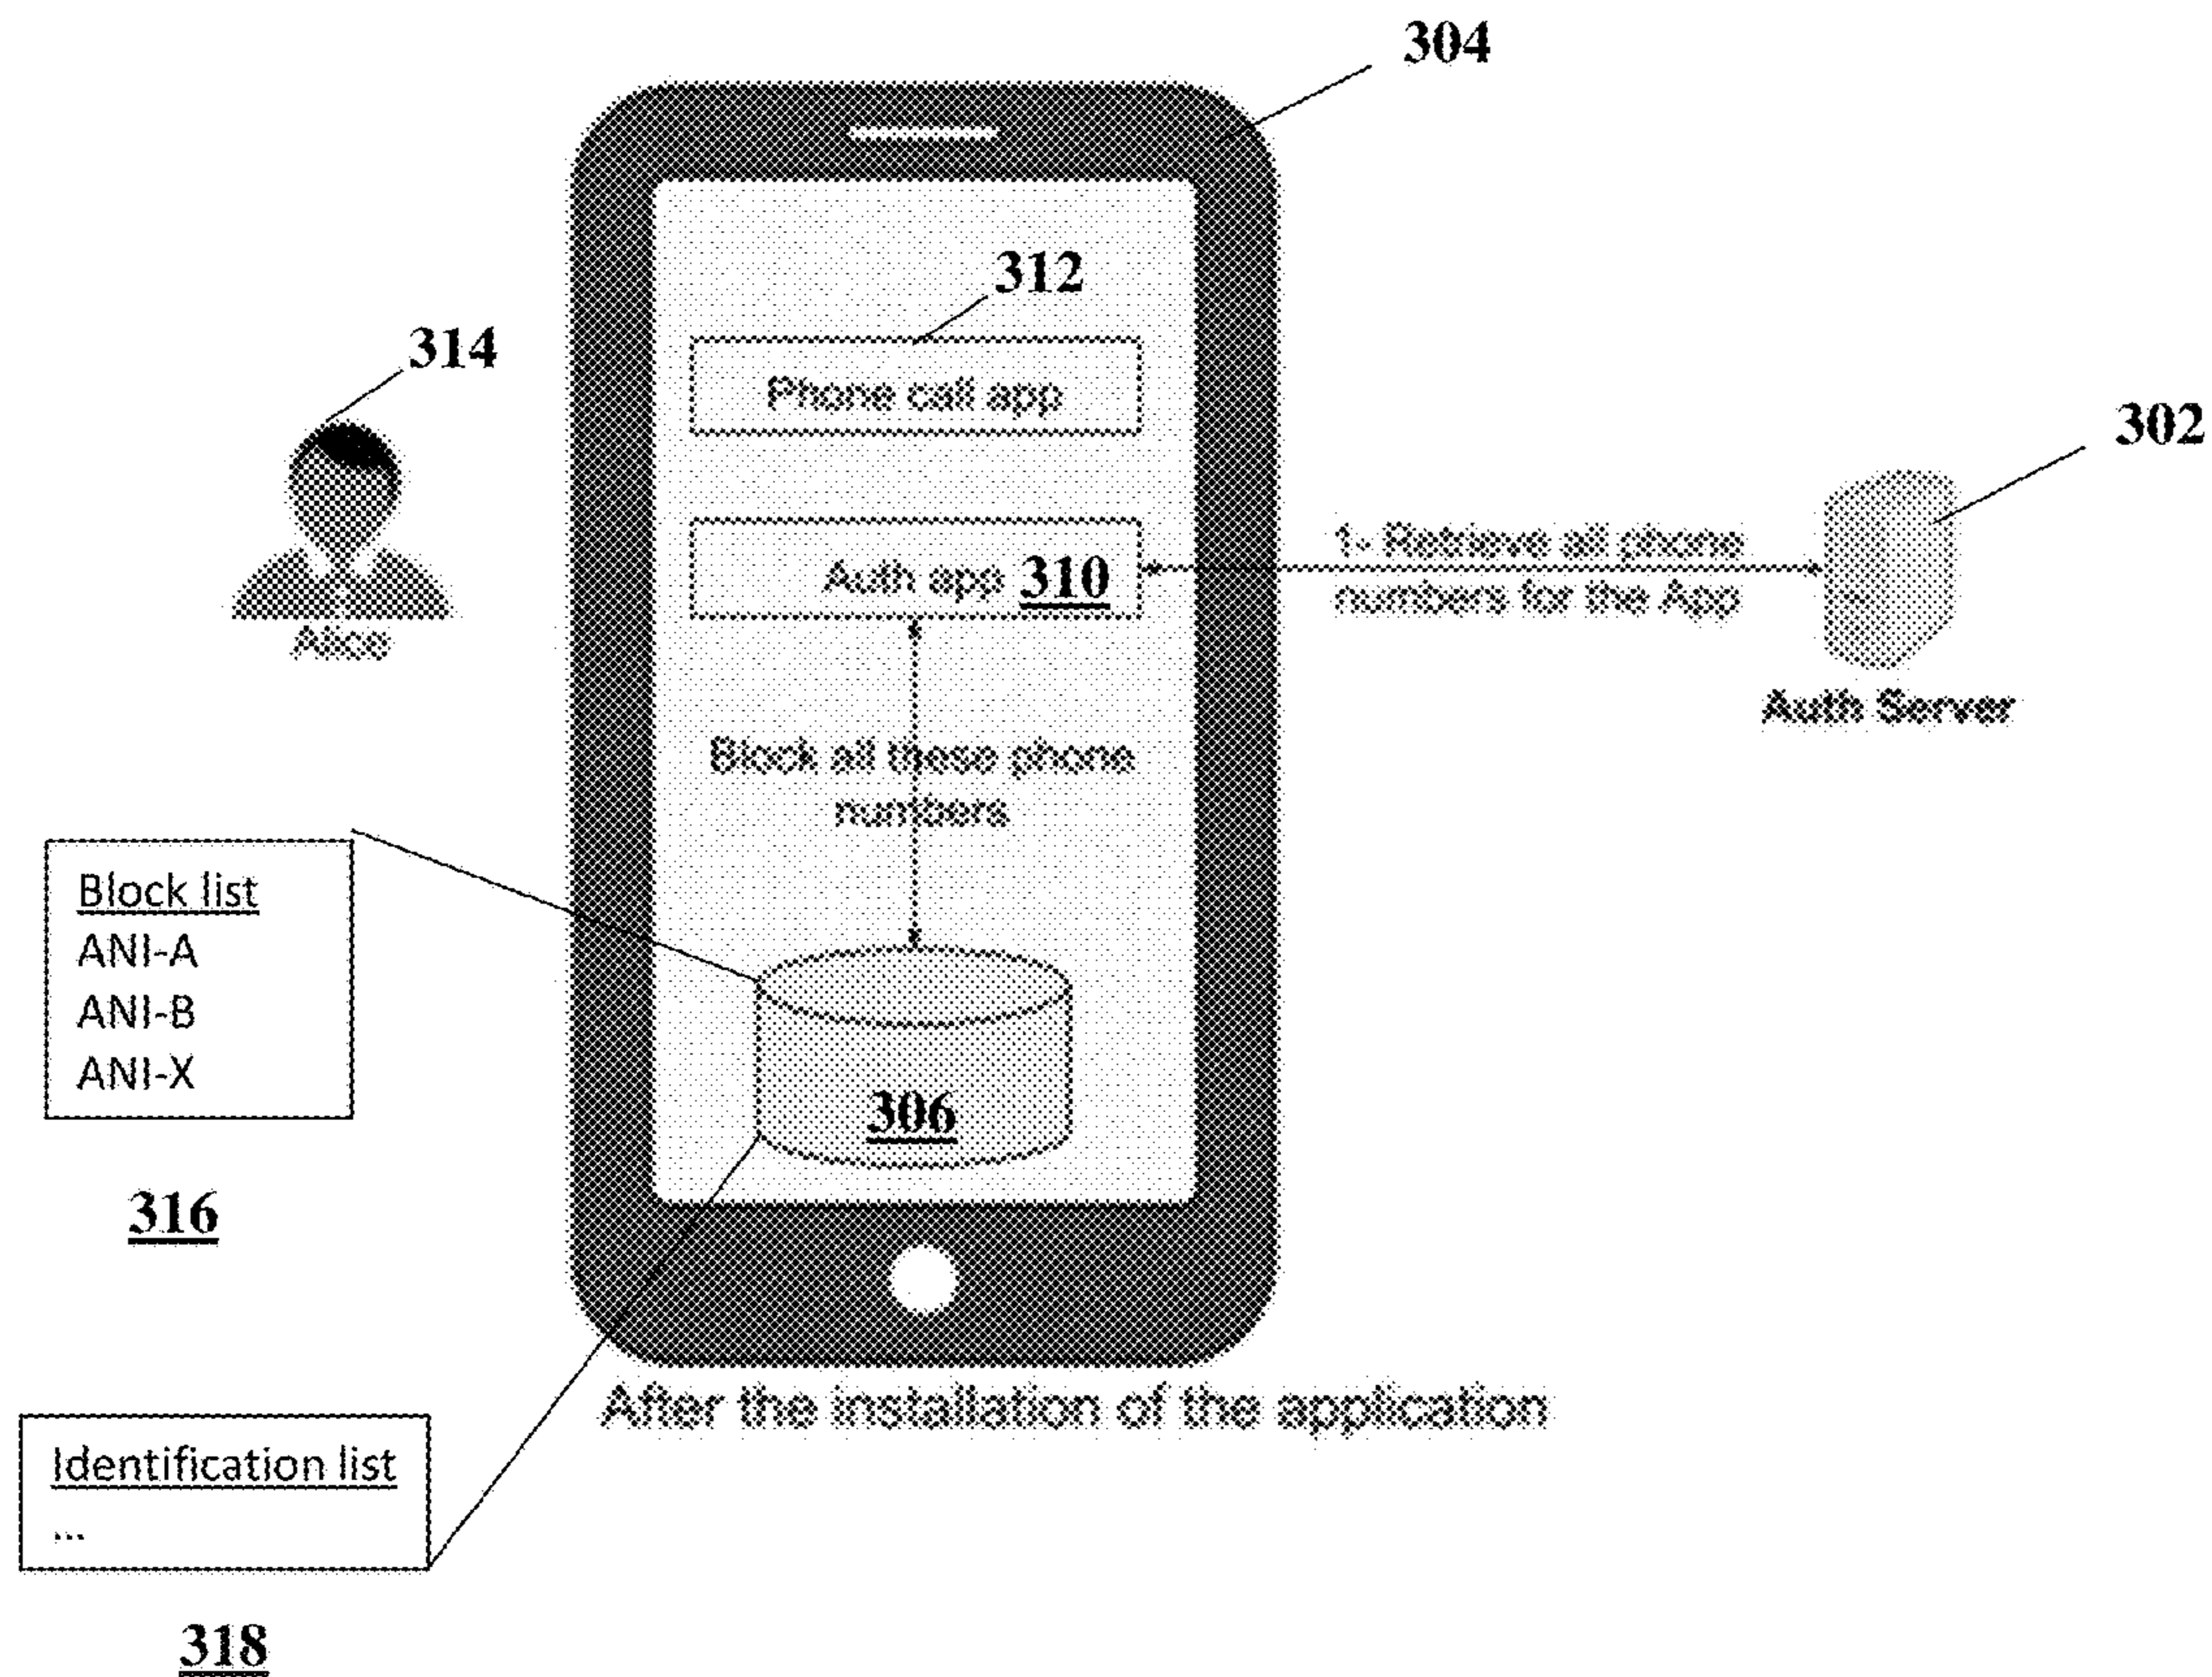 304
312
314
Phone call app
302
1- Retrieve all phone
numbers for the App
Auth app 310
Alice
Auth Server
Block all these phone
numbers
Block list
ANI-A
ANI-B
ANI-X
306
316
After the installation of the application
Identification list
...
318